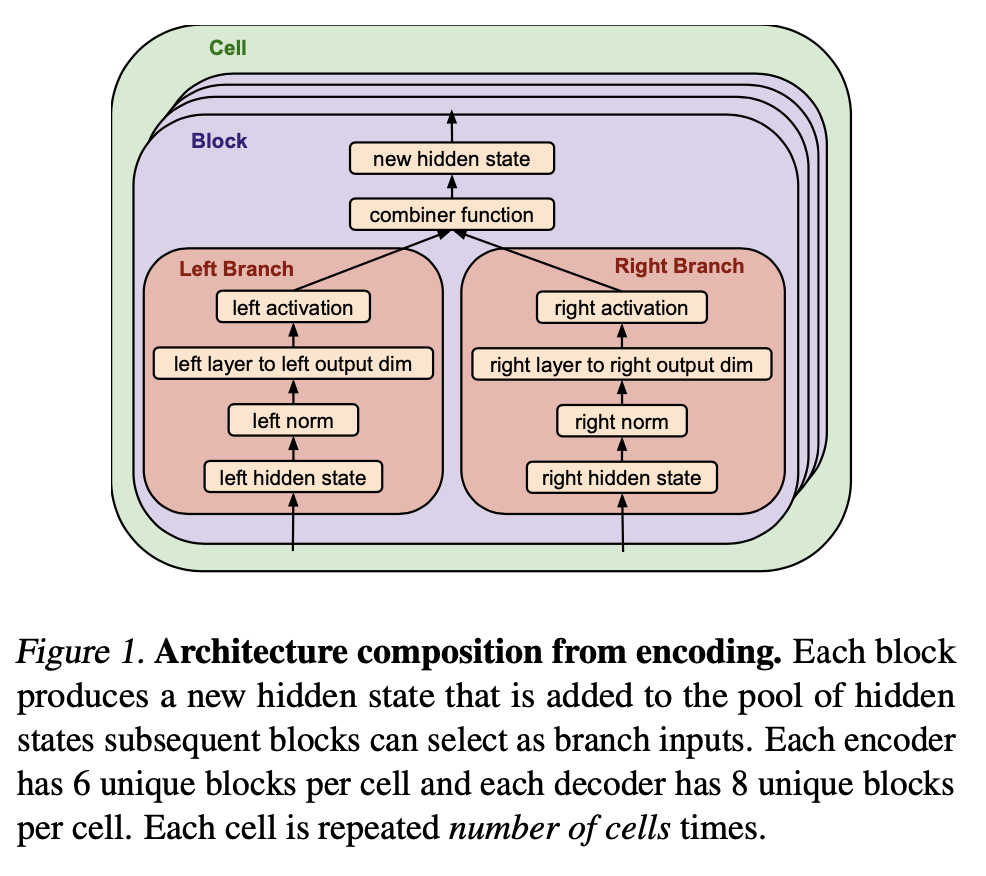 Cell
Block
new hidden state
combiner function
Left Branch
Right Branch
left activation
right activation
left layer to left output dim
right layer to right output dim
left norm
right norm
left hidden state
right hidden state
Figure 1. Architecture composition from encoding. Each block
produces a new hidden state that is added to the pool of hidden
states subsequent blocks can select as branch inputs. Each encoder
has 6 unique blocks per cell and each decoder has 8 unique blocks
per cell. Each cell is repeated number of cells times.